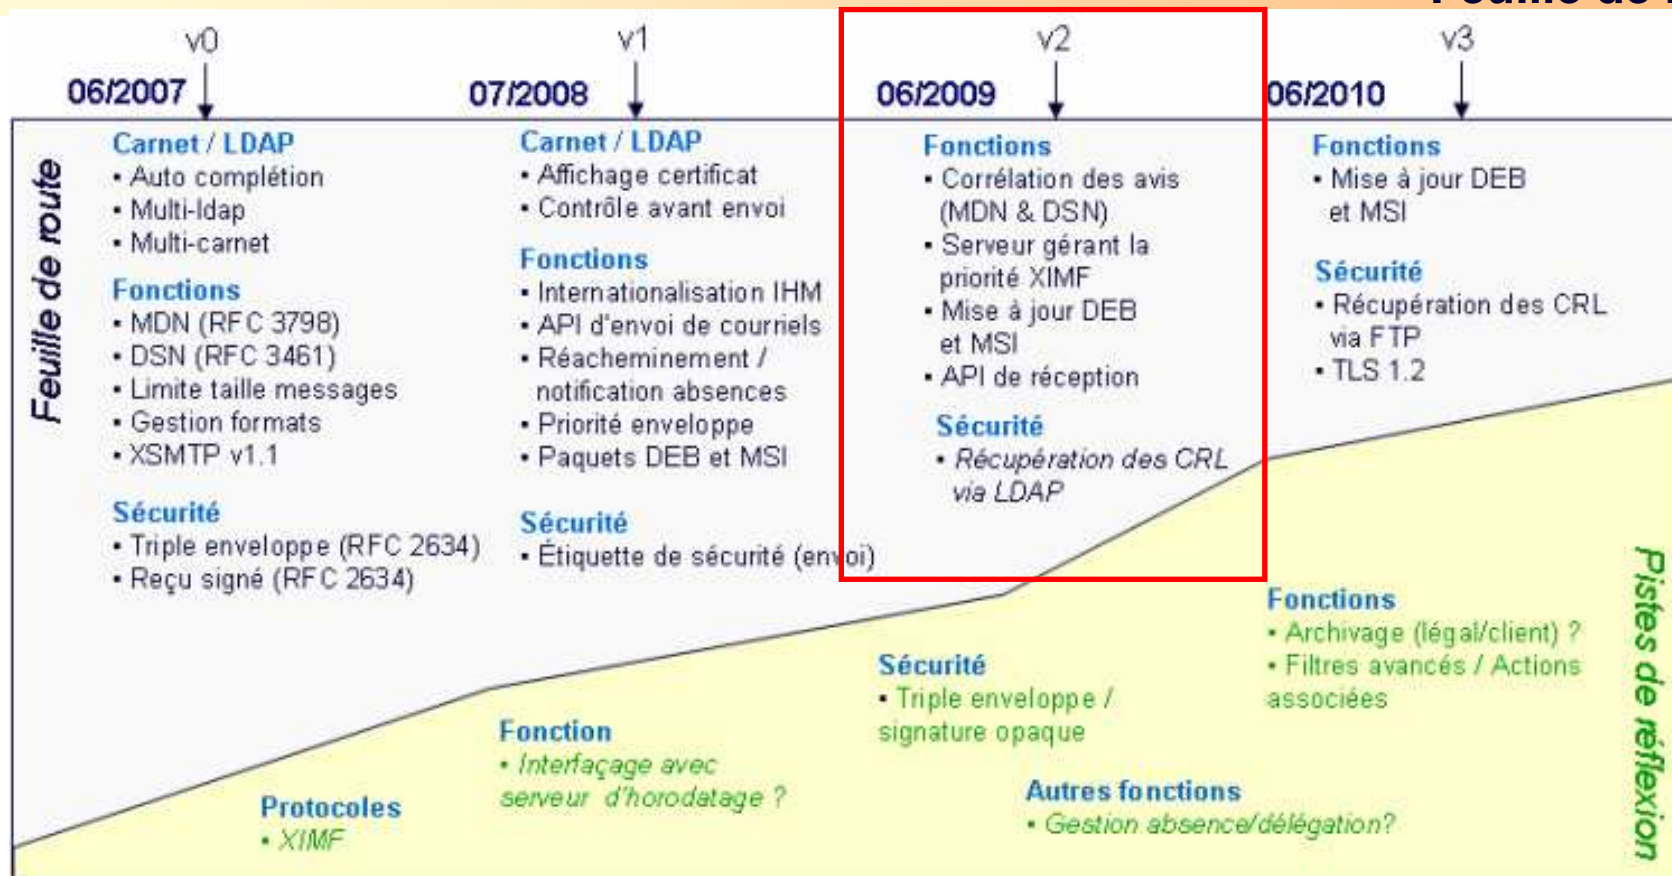 v0
06/2007
v1
07/2008
v2
06/2009
v3
06/2010
Feuille de route
Carnet / LDAP
▪ Auto complétion
▪ Multi-ldap
▪ Multi-carnet
Fonctions
▪ MDN (RFC 3798)
▪ DSN (RFC 3461)
▪ Limite taille messages
▪ Gestion formats
▪ XSMTP v1.1
Sécurité
▪ Triple enveloppe (RFC 2634)
▪ Reçu signé (RFC 2634)
Carnet / LDAP
▪ Affichage certificat
▪ Contrôle avant envoi
Fonctions
▪ Internationalisation IHM
▪ API d'envoi de courriels
▪ Réacheminement /
notification absences
▪ Priorité enveloppe
▪ Paquets DEB et MSI
Sécurité
▪ Étiquette de sécurité (envoi)
Fonctions
▪ Corrélation des avis
(MDN & DSN)
▪ Serveur gérant la
priorité XIMF
▪ Mise à jour DEB
et MSI
▪ API de réception
Sécurité
▪ Récupération des CRL
via LDAP
Fonctions
▪ Mise à jour DEB
et MSI
Sécurité
▪ Récupération des CRL
via FTP
▪ TLS 1.2
Protocoles
▪ XIMF
Fonction
▪ Interfaçage avec
serveur d'horodatage ?
Sécurité
▪ Triple enveloppe /
signature opaque
Autres fonctions
▪ Gestion absence/délégation?
Fonctions
▪ Archivage (légal/client) ?
▪ Filtres avancés / Actions
associées
Pistes de réflexion